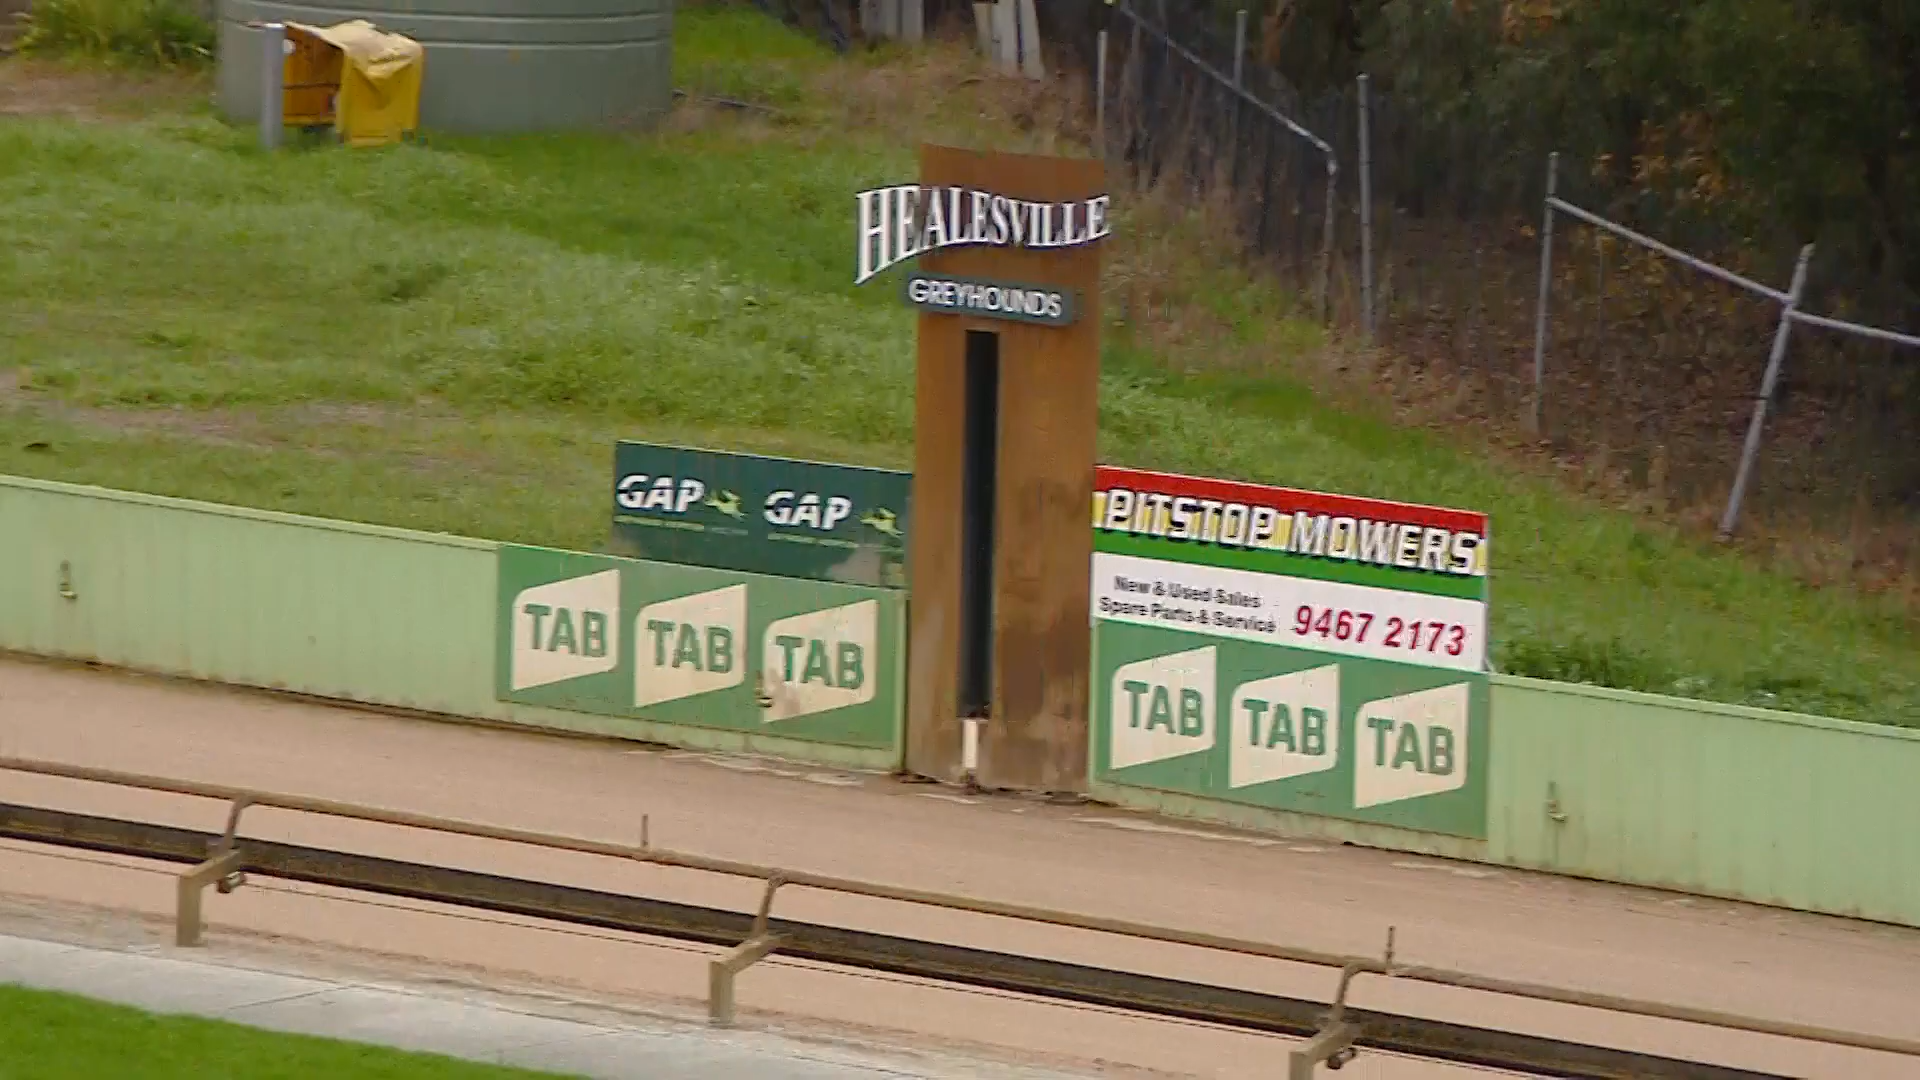 HEALESVILLE
GREYHOUNDS
GAP GAP
PITSTOP MOWERS
New & Used Sales
Spare Parts & Service
9467 2173
TAB TAB TAB
TAB TAB TAB